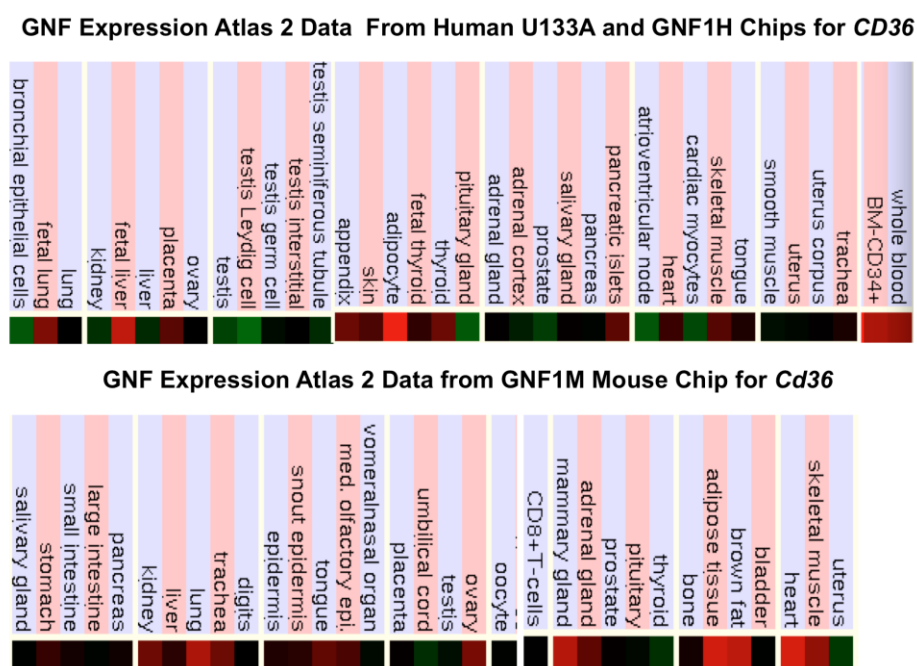 GNF Expression Atlas 2 Data From Human U133A and GNF1H Chips for CD36
bronchial epithelial cells
fetal lung
lung
kidney
fetal liver
liver
placenta
ovary
testis
testis Leydig cell
testis germ cell
testis interstitial
testis seminiferous tubule
appendix
skin
adipocyte
fetal thyroid
thyroid
pituitary gland
adrenal gland
adrenal cortex
prostate
salivary gland
pancreas
pancreatic islets
atrioventricular node
heart
cardiac myocytes
skeletal muscle
tongue
smooth muscle
uterus
uterus corpus
trachea
BM-CD34+
whole blood
GNF Expression Atlas 2 Data from GNF1M Mouse Chip for Cd36
salivary gland
stomach
small intestine
large intestine
pancreas
kidney
liver
lung
trachea
digits
epidermis
snout epidermis
tongue
med. olfactory epi.
vomeralnasal organ
placenta
umbilical cord
testis
ovary
oocyte
CD8+T-cells
mammary gland
adrenal gland
prostate
pituitary
thyroid
bone
adipose tissue
brown fat
bladder
heart
skeletal muscle
uterus